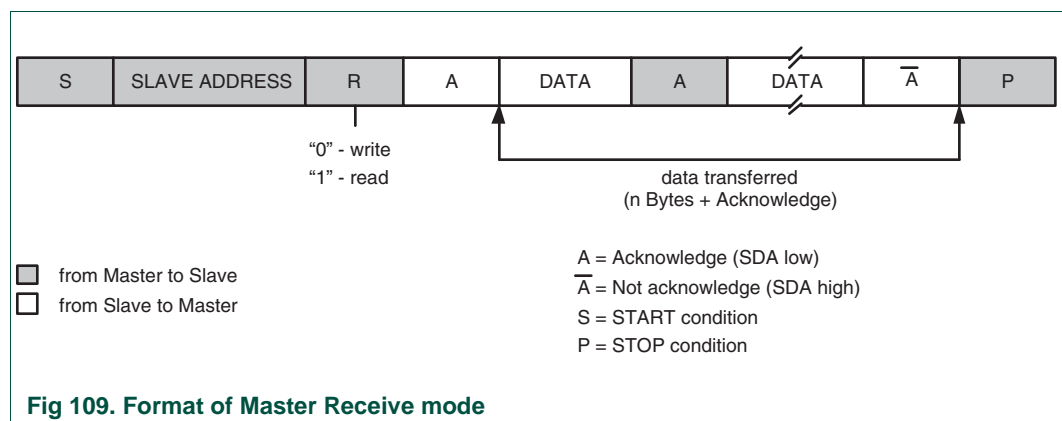 S SLAVE ADDRESS R A DATA A DATA A̅ P
“0” - write
“1” - read
data transferred
(n Bytes + Acknowledge)
from Master to Slave
from Slave to Master
A = Acknowledge (SDA low)
A̅ = Not acknowledge (SDA high)
S = START condition
P = STOP condition
Fig 109. Format of Master Receive mode